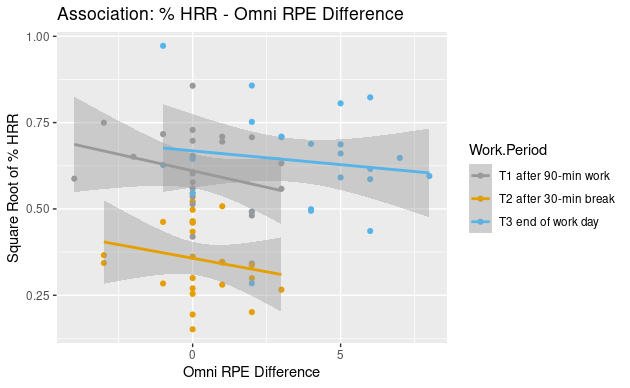 Association: % HRR - Omni RPE Difference
1.00
0.75
0.50
0.25
Square Root of % HRR
0
5
Omni RPE Difference
Work.Period
T1 after 90-min work
T2 after 30-min break
T3 end of work day